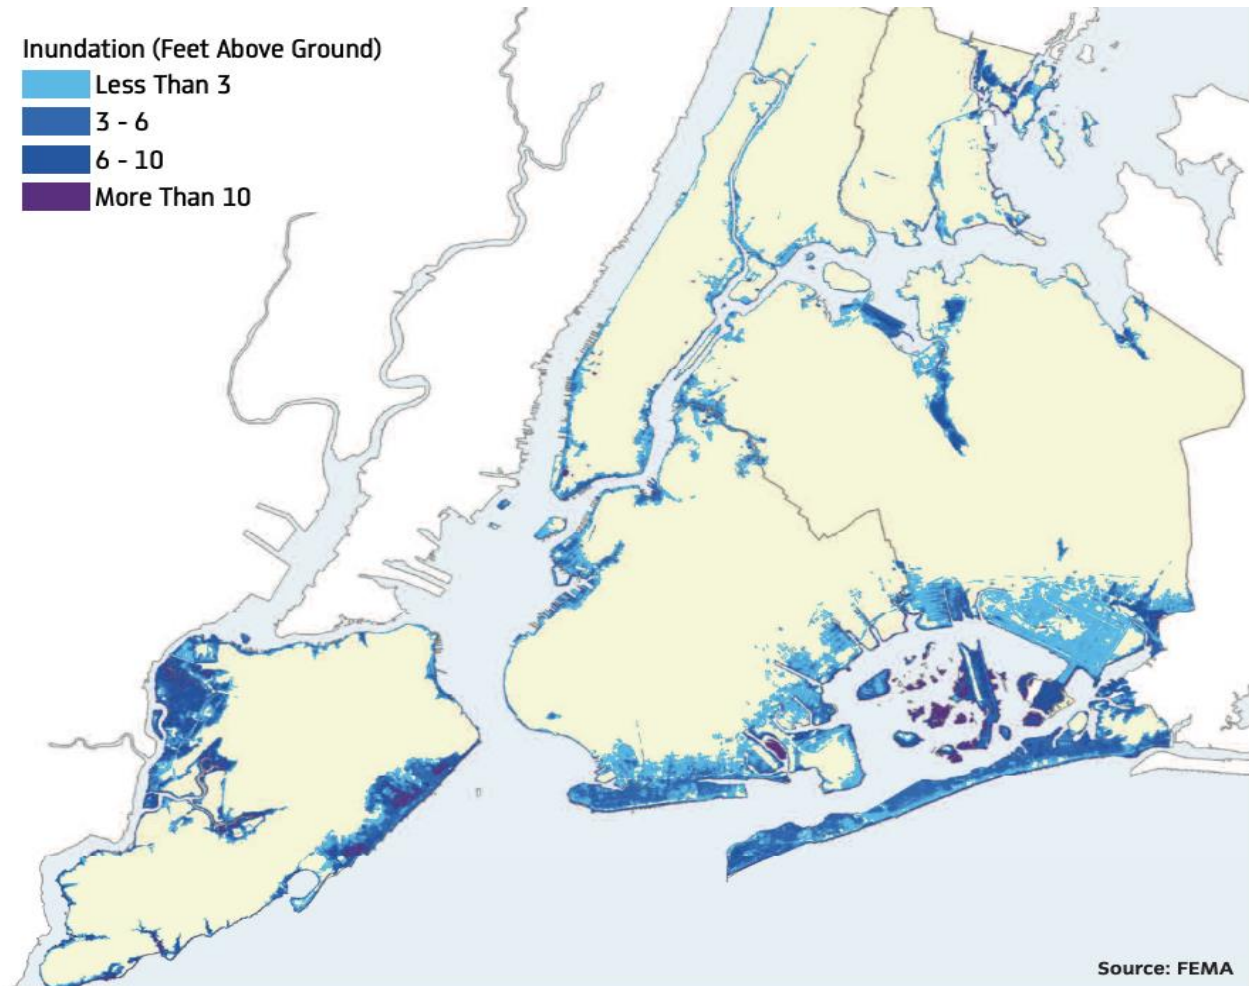 Inundation (Feet Above Ground)
Less Than 3
3 - 6
6 - 10
More Than 10
Source: FEMA